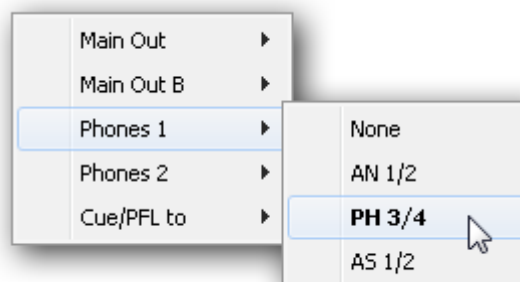 Main Out
Main Out B
Phones 1
Phones 2
Cue/PFL to
None
AN 1/2
PH 3/4
AS 1/2